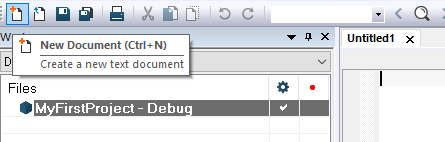 Untitled1
New Document (Ctrl+N)
Create a new text document
Files
MyFirstProject - Debug